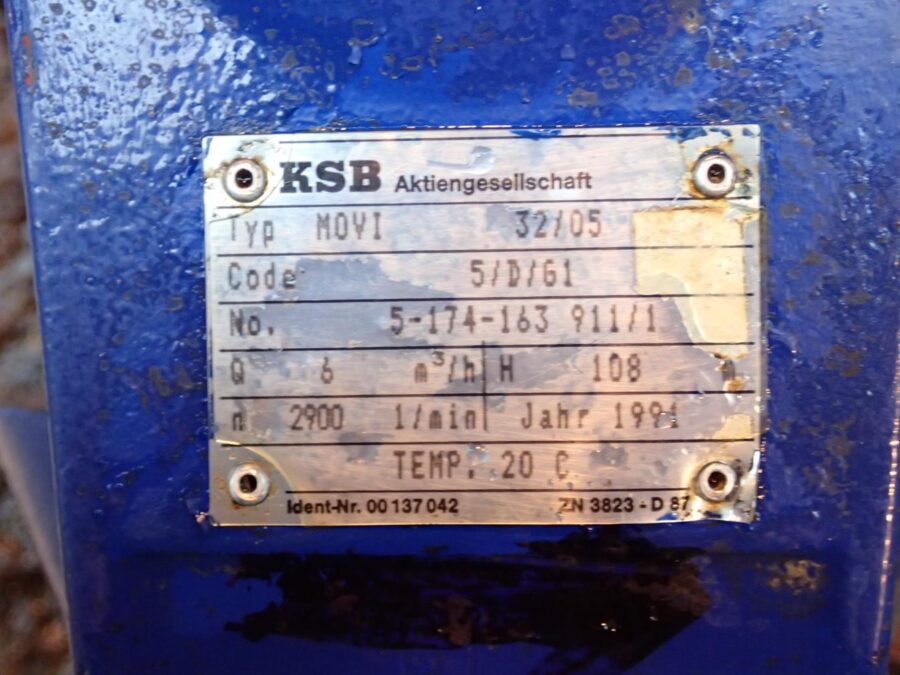 KSB Aktiengesellschaft
Typ MOVI 32/05
Code 5/D/G1
No. 5-174-163 911/1
Q 6 m³/h H 108 m
n 2900 1/min Jahr 1991
TEMP. 20 C
Ident-Nr. 00 137 042 ZN 3823 - D 87